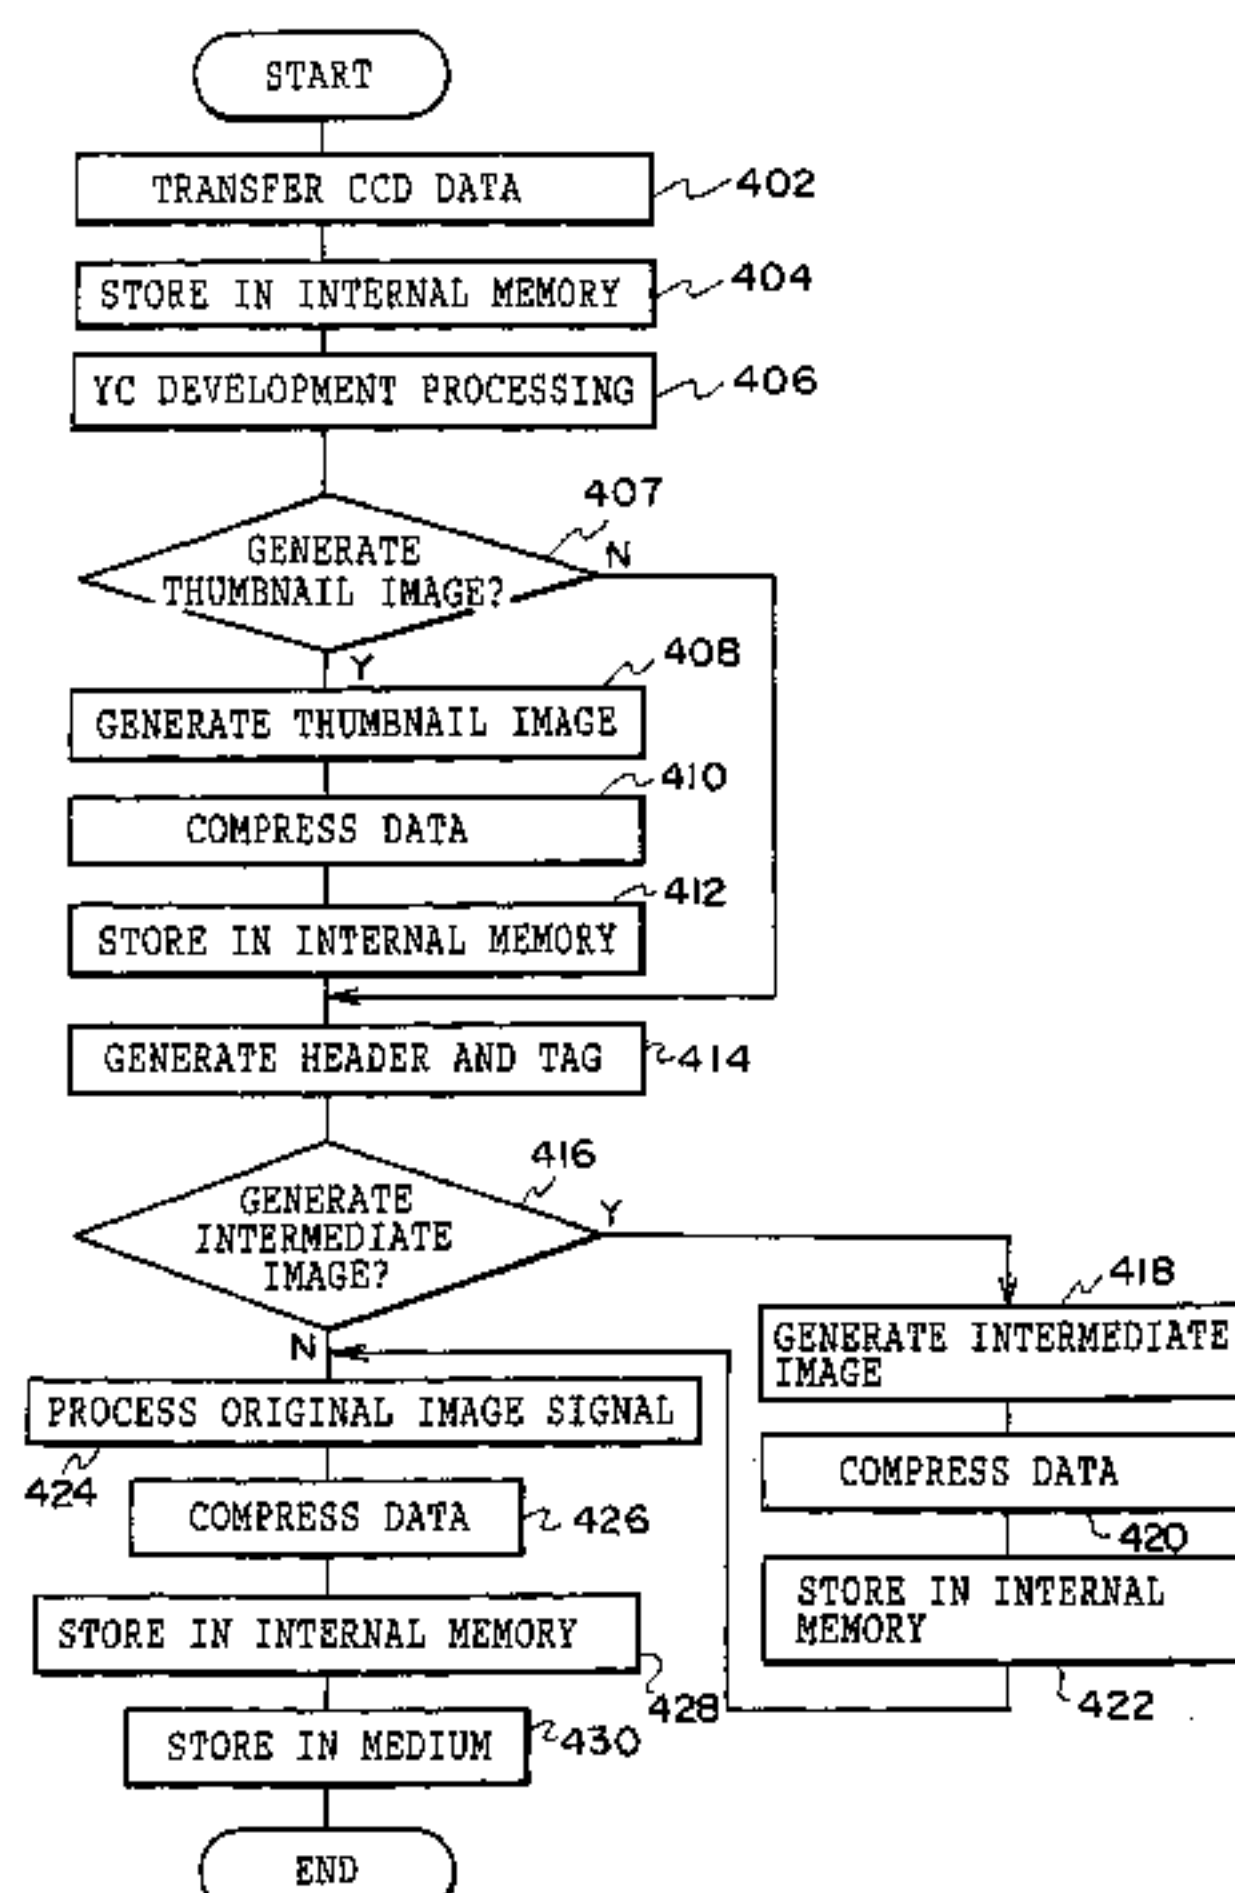 START
TRANSFER CCD DATA
402
STORE IN INTERNAL MEMORY
404
YC DEVELOPMENT PROCESSING
406
407
GENERATE
THUMBNAIL IMAGE?
N
Y
408
GENERATE THUMBNAIL IMAGE
410
COMPRESS DATA
412
STORE IN INTERNAL MEMORY
GENERATE HEADER AND TAG
414
416
GENERATE
INTERMEDIATE
IMAGE?
Y
N
418
GENERATE INTERMEDIATE
IMAGE
COMPRESS DATA
420
STORE IN INTERNAL
MEMORY
422
PROCESS ORIGINAL IMAGE SIGNAL
424
COMPRESS DATA
426
STORE IN INTERNAL MEMORY
428
STORE IN MEDIUM
430
END